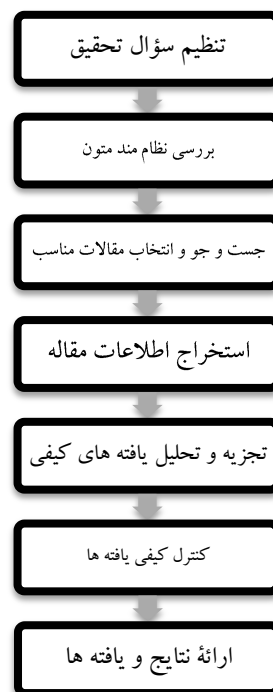 تنظیم سؤال تحقیق
بررسی نظام مند متون
جست و جو و انتخاب مقالات مناسب
استخراج اطلاعات مقاله
تجزیه و تحلیل یافته های کیفی
کنترل کیفی یافته ها
ارائۀ نتایج و یافته ها